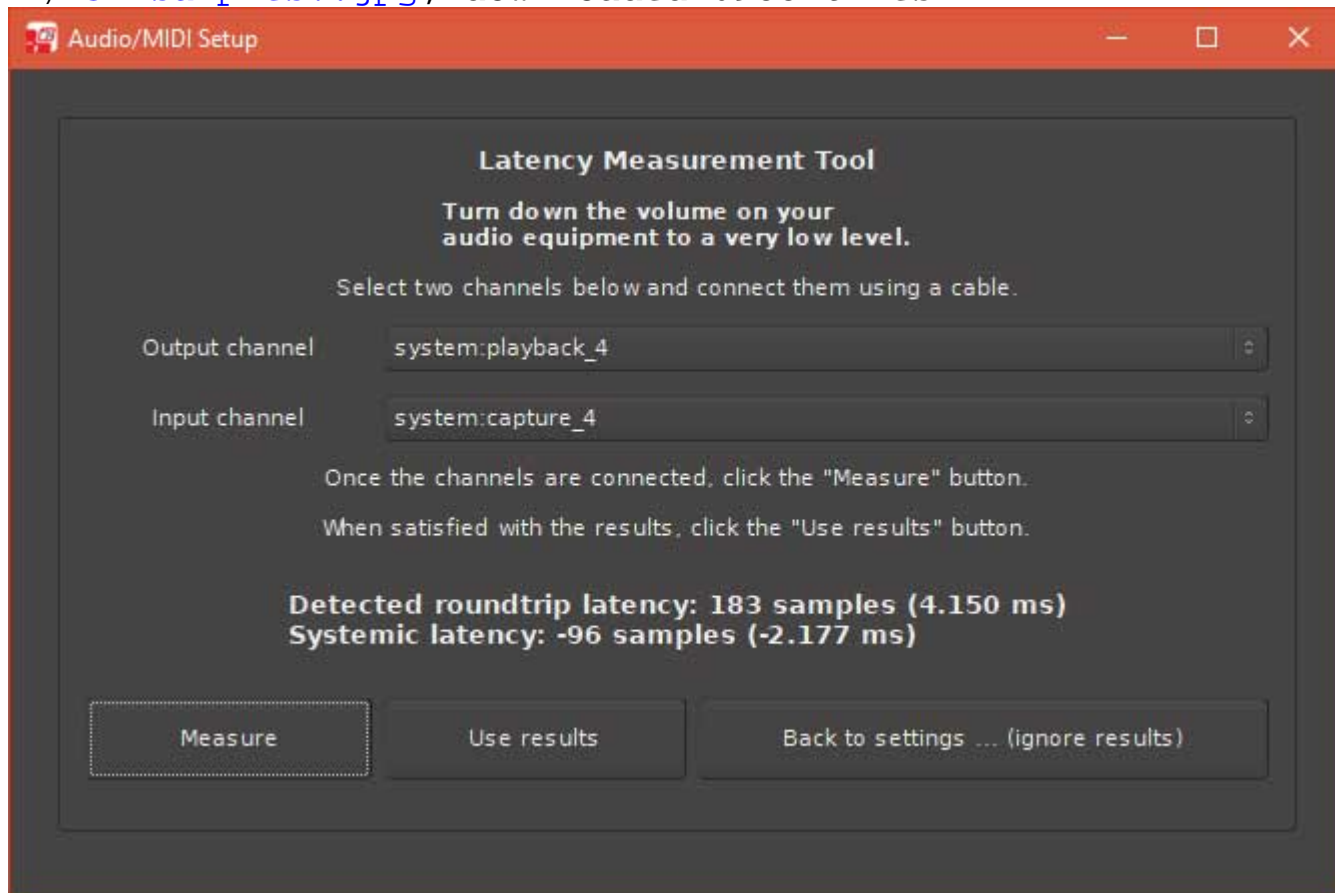 Audio/MIDI Setup
Latency Measurement Tool
Turn down the volume on your
audio equipment to a very low level.
Select two channels below and connect them using a cable.
Output channel system:playback_4
Input channel system:capture_4
Once the channels are connected, click the "Measure" button.
When satisfied with the results, click the "Use results" button.
Detected roundtrip latency: 183 samples (4.150 ms)
Systemic latency: -96 samples (-2.177 ms)
Measure Use results Back to settings ... (ignore results)